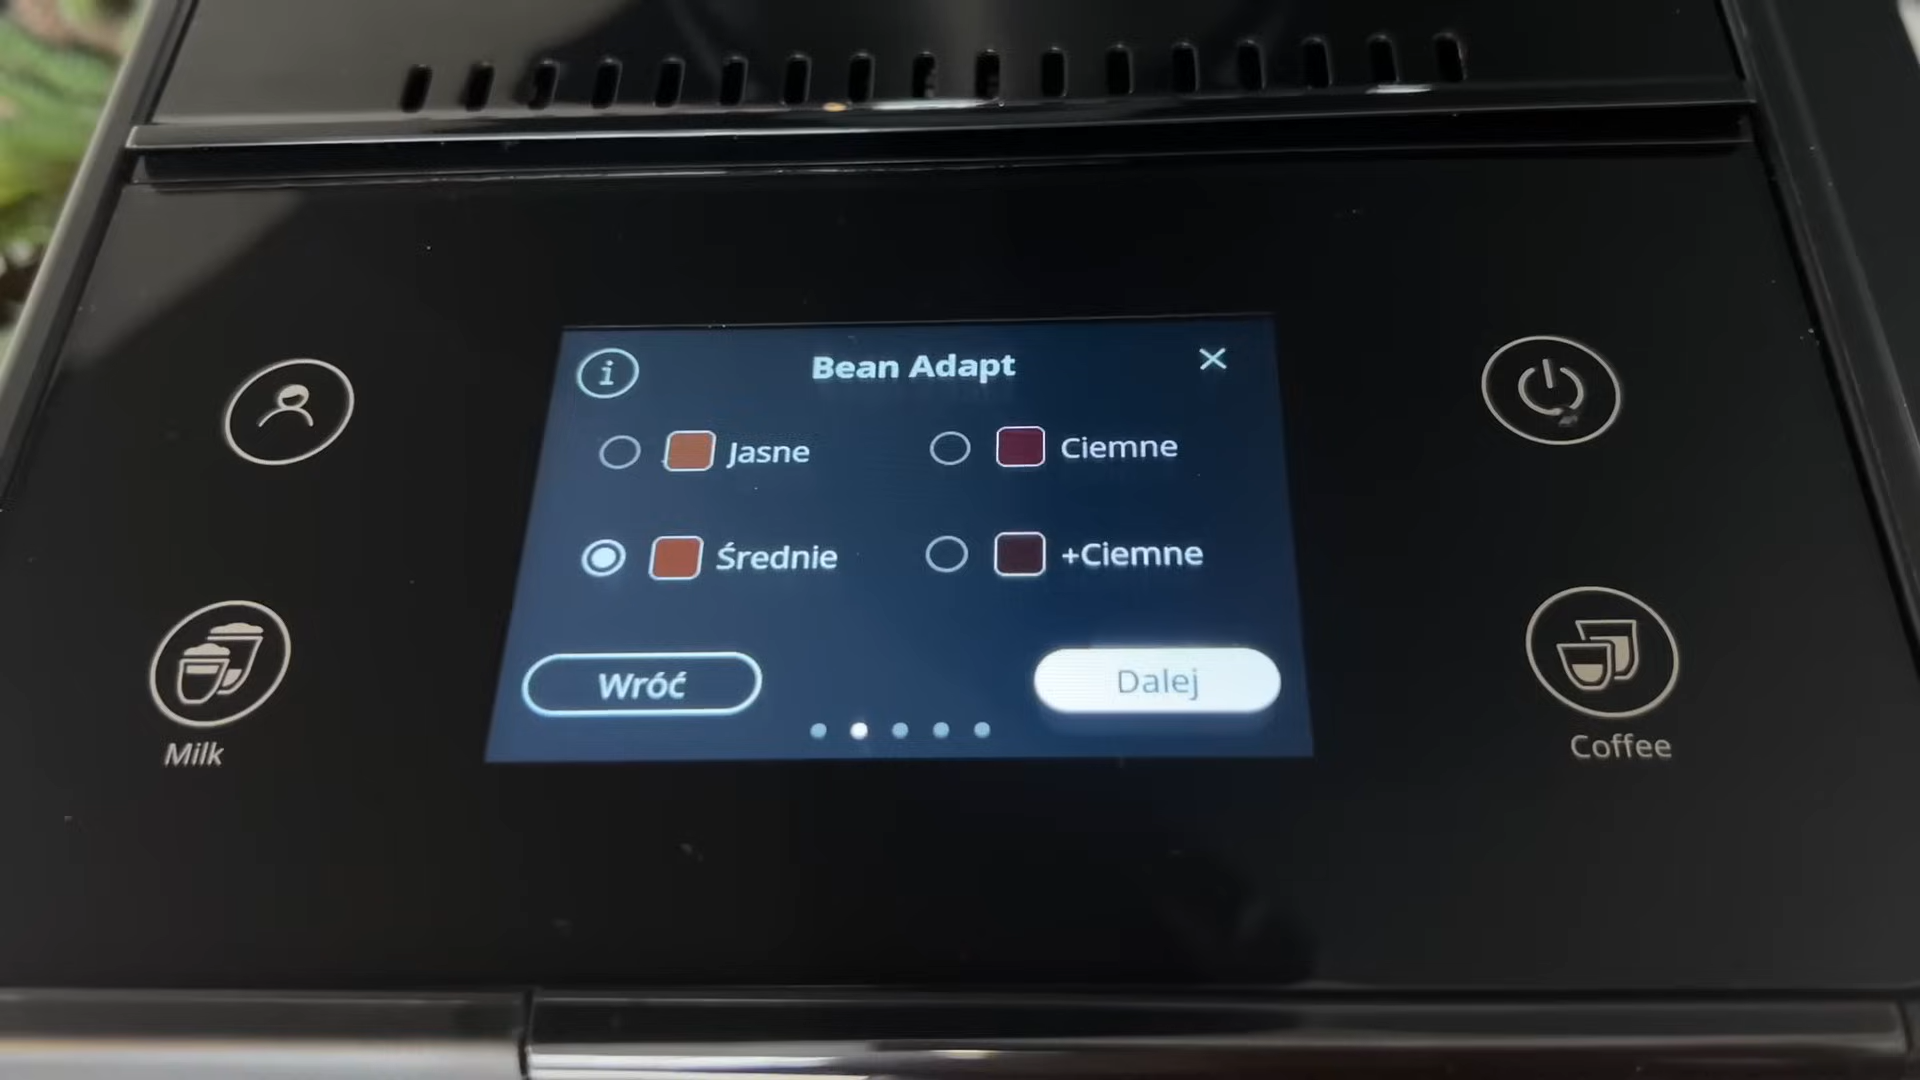 Bean Adapt
Jasne
Ciemne
Średnie
+Ciemne
Wróć
Dalej
Milk
Coffee